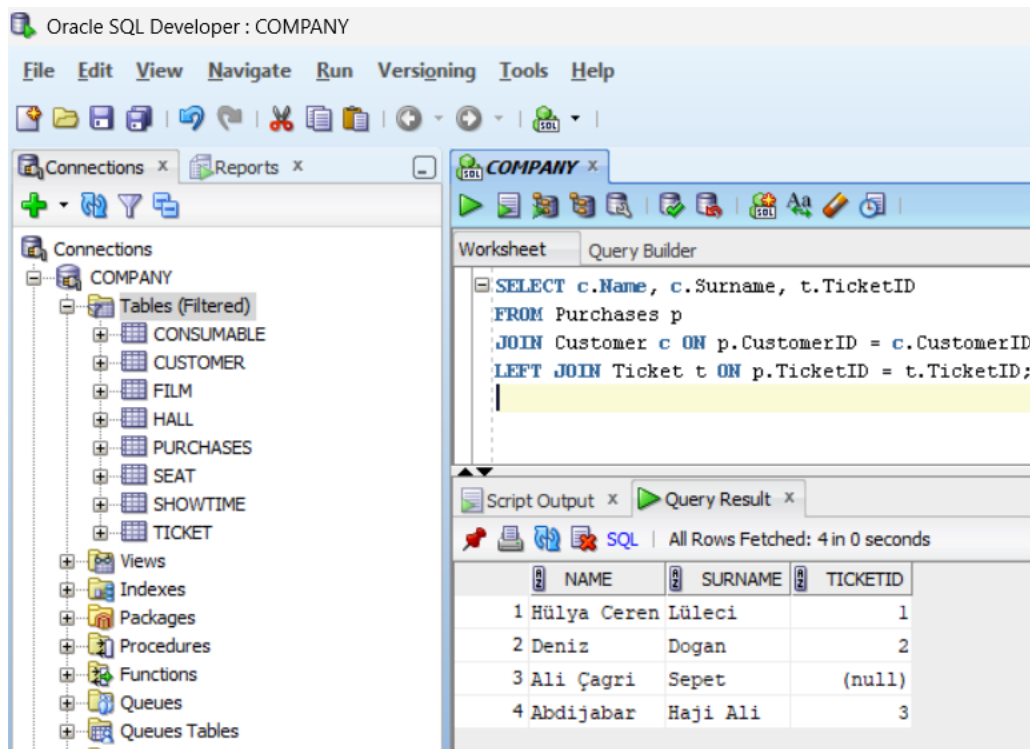 Oracle SQL Developer : COMPANY
File Edit View Navigate Run Versioning Tools Help
Connections Reports
Connections
COMPANY
Tables (Filtered)
CONSUMABLE
CUSTOMER
FILM
HALL
PURCHASES
SEAT
SHOWTIME
TICKET
Views
Indexes
Packages
Procedures
Functions
Queues
Queues Tables
COMPANY
Worksheet Query Builder
SELECT c.Name, c.Surname, t.TicketID
FROM Purchases p
JOIN Customer c ON p.CustomerID = c.CustomerID
LEFT JOIN Ticket t ON p.TicketID = t.TicketID;
Script Output Query Result
SQL | All Rows Fetched: 4 in 0 seconds
NAME SURNAME TICKETID
1 Hülya Ceren Lüleci 1
2 Deniz Dogan 2
3 Ali Çagri Sepet (null)
4 Abdijabar Haji Ali 3